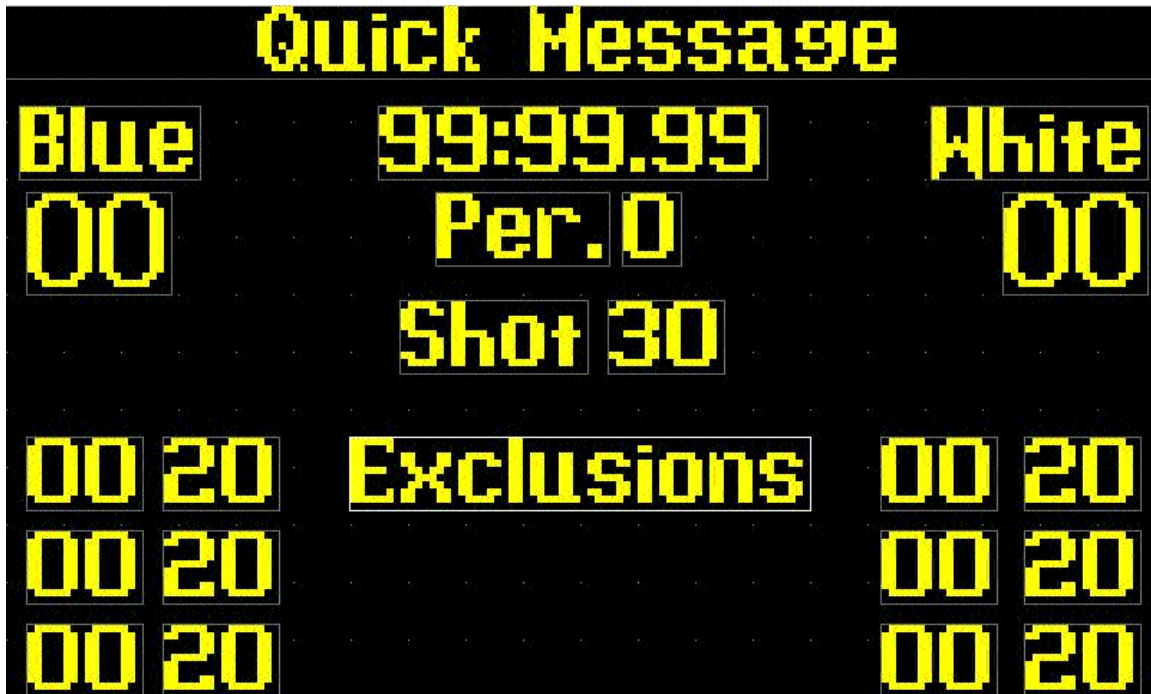 Quick Message
Blue 99:99.99 White
00 Per. 0 00
Shot 30
00 20 Exclusions 00 20
00 20 00 20
00 20 00 20